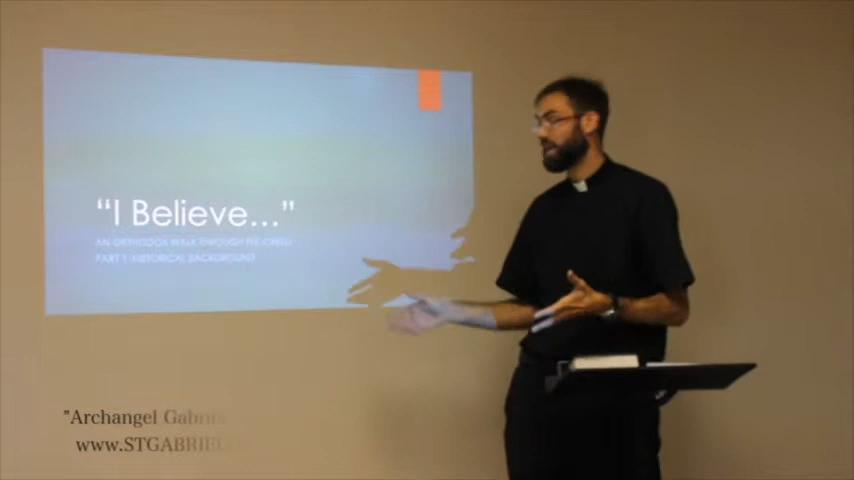 “I Believe...”
AN ORTHODOX WALK THROUGH THE CREED
PART 1: HISTORICAL BACKGROUND
"Archangel Gabriel
www.STGABRIEL